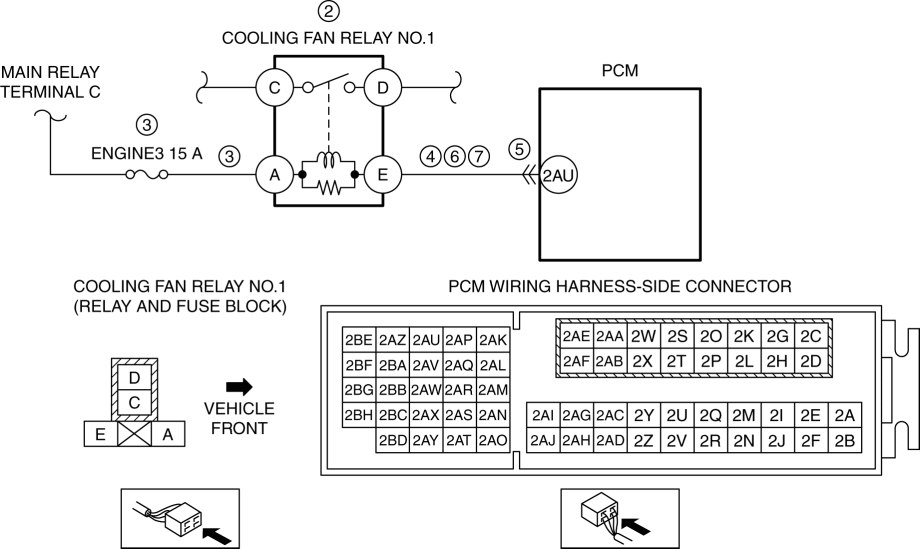 ②
COOLING FAN RELAY NO.1
MAIN RELAY
TERMINAL C
PCM
C
D
③
ENGINE3 15 A
③
A
E
④ ⑥ ⑦
⑤
2AU
COOLING FAN RELAY NO.1
(RELAY AND FUSE BLOCK)
D
C
E
A
VEHICLE
FRONT
PCM WIRING HARNESS-SIDE CONNECTOR
2BE 2AZ 2AU 2AP 2AK
2BF 2BA 2AV 2AQ 2AL
2BG 2BB 2AW 2AR 2AM
2BH 2BC 2AX 2AS 2AN
2BD 2AY 2AT 2AO
2AE 2AA 2W 2S 2O 2K 2G 2C
2AF 2AB 2X 2T 2P 2L 2H 2D
2AI 2AG 2AC 2Y 2U 2Q 2M 2I 2E 2A
2AJ 2AH 2AD 2Z 2V 2R 2N 2J 2F 2B